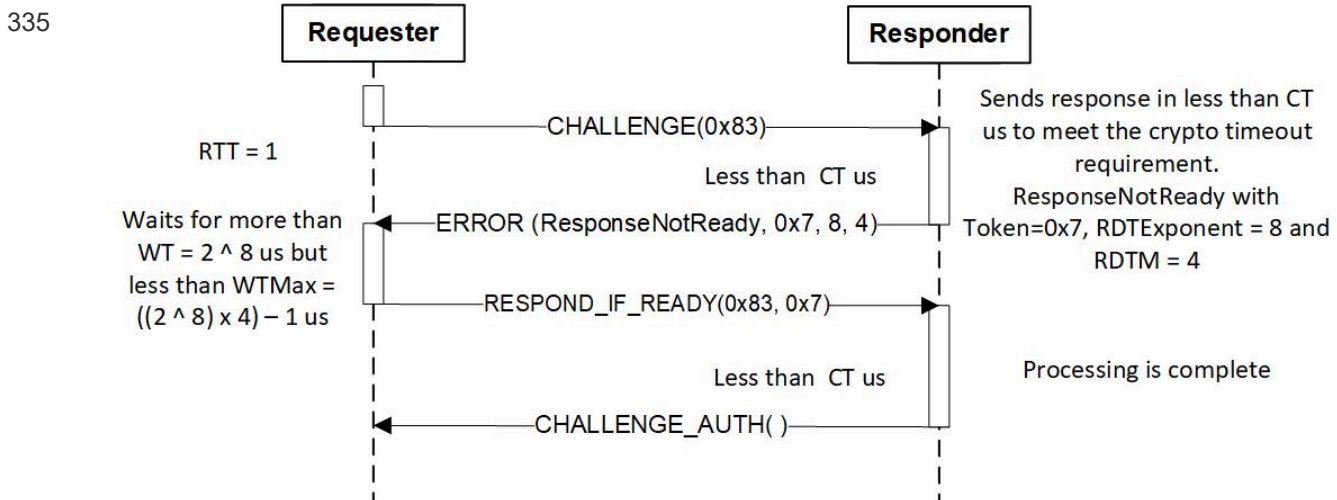 335
Requester
Responder
Sends response in less than CT
us to meet the crypto timeout
requirement.
ResponseNotReady with
Token=0x7, RDTExponent = 8 and
RDTM = 4
CHALLENGE(0x83)
RTT = 1
Less than CT us
Waits for more than
WT = 2 ^ 8 us but
less than WTMax =
((2 ^ 8) x 4) – 1 us
ERROR (ResponseNotReady, 0x7, 8, 4)
RESPOND_IF_READY(0x83, 0x7)
Less than CT us
Processing is complete
CHALLENGE_AUTH( )